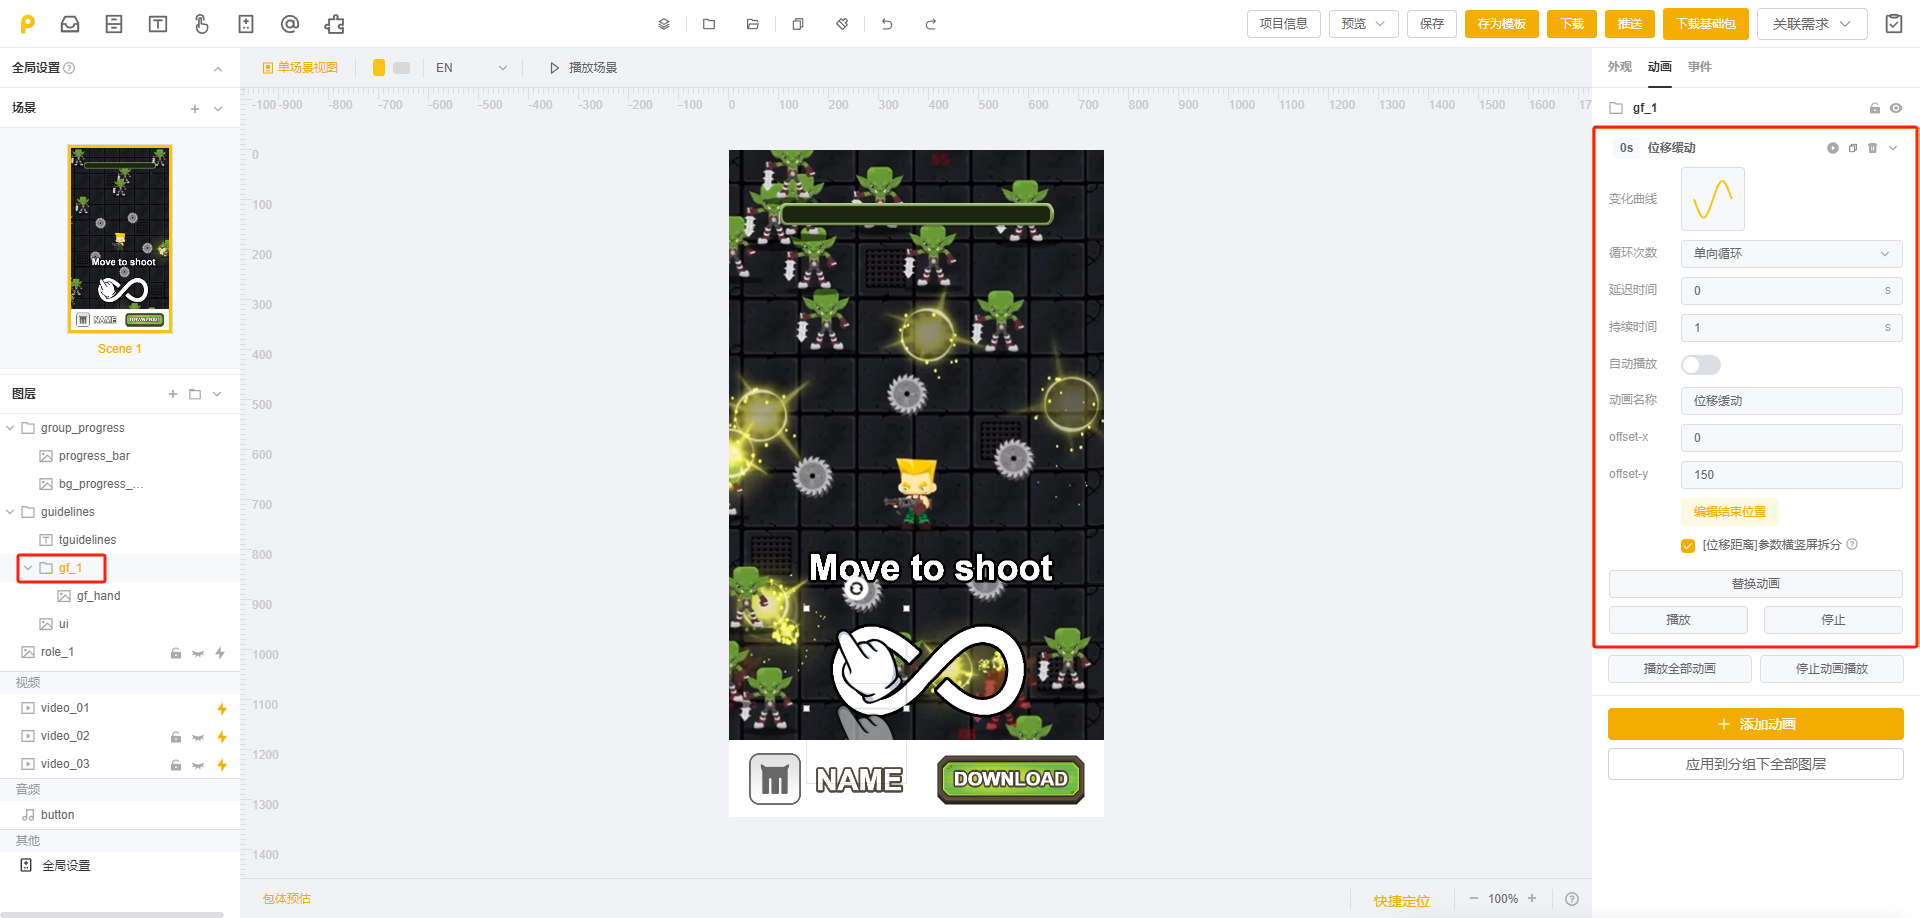 项目信息
预览
保存
存为模板
下载
推送
下载基础包
关联需求
全局设置
单场景视图
EN
播放场景
外观
动画
事件
场景
-100 -900 -800 -700 -600 -500 -400 -300 -200 -100 0 100 200 300 400 500 600 700 800 900 1000 1100 1200 1300 1400 1500 1600 17
gf_1
0s
位移缓动
变化曲线
循环次数
单向循环
延迟时间
0
s
持续时间
1
s
自动播放
动画名称
位移缓动
offset-x
0
offset-y
150
编辑结束位置
[位移距离]参数横竖屏拆分
替换动画
播放
停止
播放全部动画
停止动画播放
添加动画
应用到分组下全部图层
Move to shoot
NAME
DOWNLOAD
Scene 1
图层
group_progress
progress_bar
bg_progress_...
guidelines
tguidelines
gf_1
gf_hand
ui
role_1
视频
video_01
video_02
video_03
音频
button
其他
全局设置
0
100
200
300
400
500
600
700
800
900
1000
1100
1200
1300
1400
Move to shoot
NAME
DOWNLOAD
包体预估
快捷定位
100%